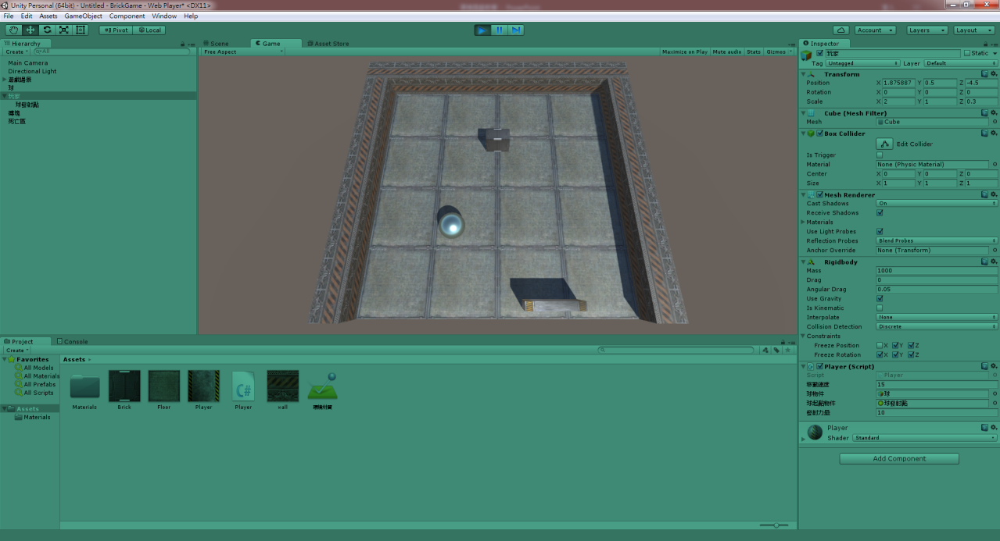 Unity Personal (64bit) - Untitled - BrickGame - Web Player* <DX11>
File Edit Assets GameObject Component Window Help
Pivot Local Account Layers Layout
Hierarchy
Create All
Main Camera
Directional Light
遊戲場景
球
玩家
球發射點
磚塊
死亡區
Scene Game Asset Store
Free Aspect Maximize on Play Mute audio Stats Gizmos
Inspector
玩家 Static
Tag Untagged Layer Default
Transform
Position X 1.875887 Y 0.5 Z -4.5
Rotation X 0 Y 0 Z 0
Scale X 2 Y 1 Z 0.3
Cube (Mesh Filter)
Mesh Cube
Box Collider
Edit Collider
Is Trigger
Material None (Physic Material)
Center X 0 Y 0 Z 0
Size X 1 Y 1 Z 1
Mesh Renderer
Cast Shadows On
Receive Shadows
Materials
Use Light Probes
Reflection Probes Blend Probes
Anchor Override None (Transform)
Rigidbody
Mass 1000
Drag 0
Angular Drag 0.05
Use Gravity
Is Kinematic
Interpolate None
Collision Detection Discrete
Constraints
Freeze Position X Y Z
Freeze Rotation X Y Z
Player (Script)
Script Player
移動速度 15
球物件 球
球起點物件 球發射點
發射力量 10
Player
Shader Standard
Add Component
Project Console
Create
Favorites
All Models
All Materials
All Prefabs
All Scripts
Assets
Materials
Assets
C#
Materials Brick Floor Player Player wall